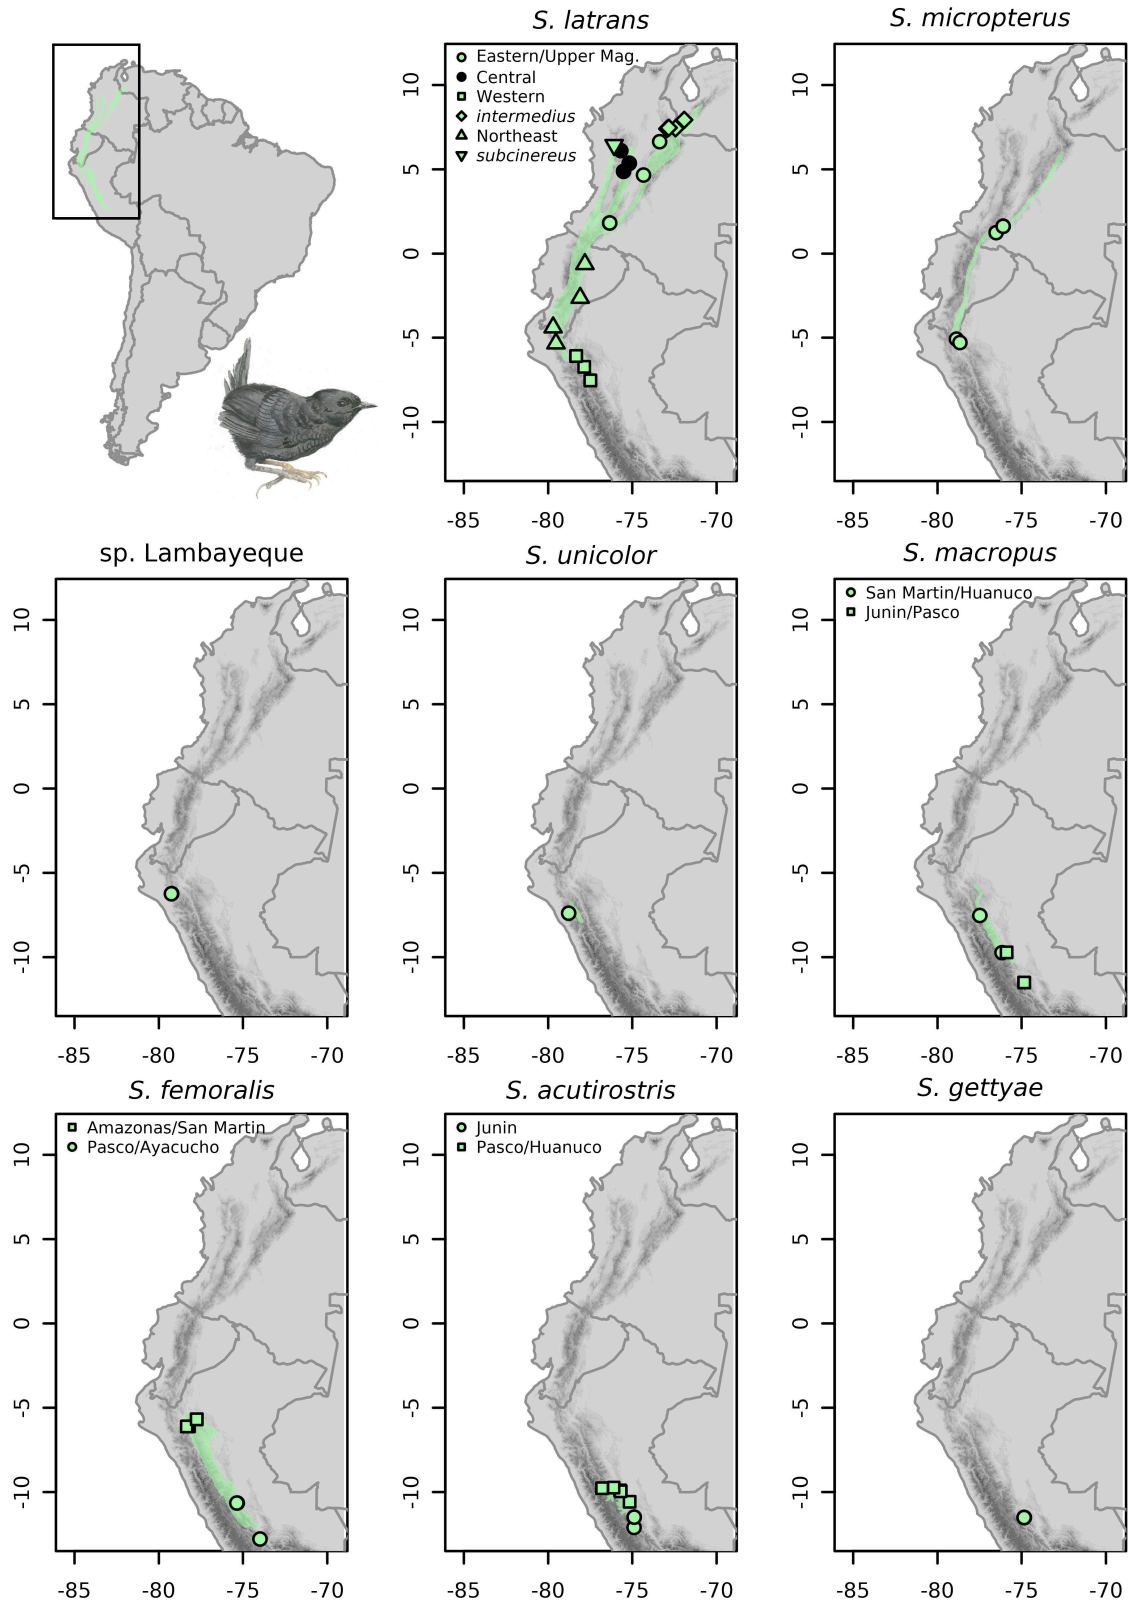 S. latrans
S. micropterus
Eastern/Upper Mag.
Central
Western
intermedius
Northeast
subcinereus
10
5
0
-5
-10
-85 -80 -75 -70
10
5
0
-5
-10
-85 -80 -75 -70
sp. Lambayeque
S. unicolor
S. macropus
10
5
0
-5
-10
-85 -80 -75 -70
10
5
0
-5
-10
-85 -80 -75 -70
San Martin/Huanuco
Junin/Pasco
10
5
0
-5
-10
-85 -80 -75 -70
S. femoralis
S. acutirostris
S. gettyae
Amazonas/San Martin
Pasco/Ayacucho
10
5
0
-5
-10
-85 -80 -75 -70
Junin
Pasco/Huanuco
10
5
0
-5
-10
-85 -80 -75 -70
10
5
0
-5
-10
-85 -80 -75 -70